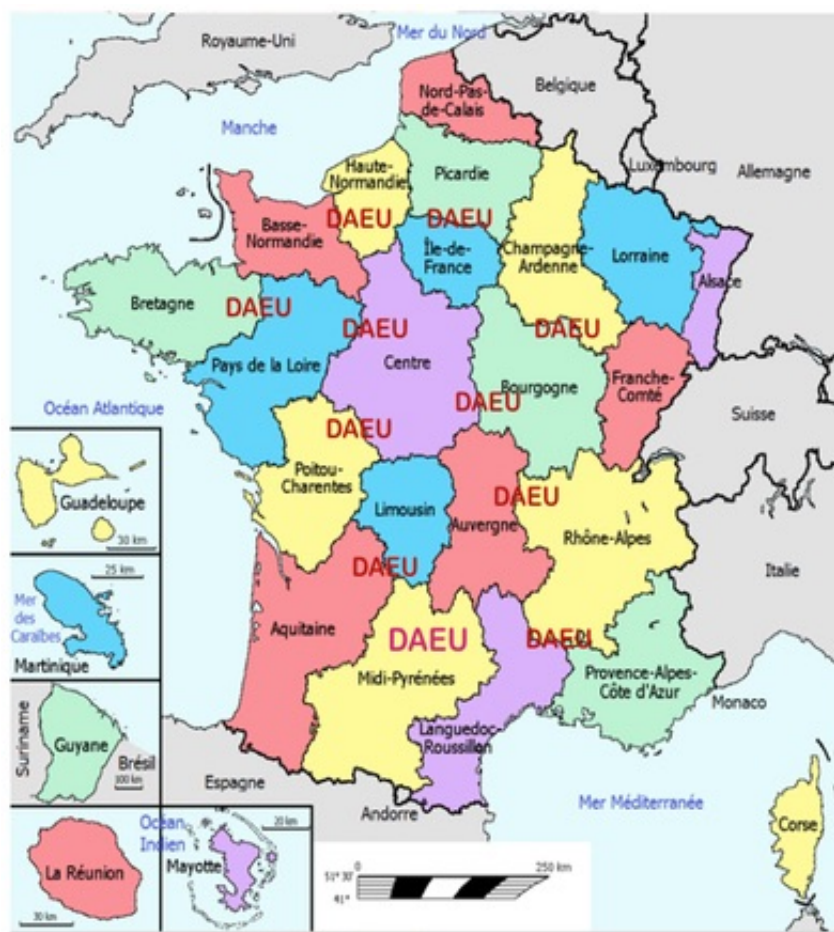 Mer du Nord
Royaume-Uni
Belgique
Nord-Pas-
de-Calais
Manche
Luxembourg
Allemagne
Haute-
Normandie
Picardie
DAEU
DAEU
Basse-
Normandie
Île-de-
France
Champagne-
Ardenne
Lorraine
Alsace
Bretagne
DAEU
DAEU
DAEU
Pays de la Loire
Centre
Bourgogne
Franche-
Comté
Suisse
Océan Atlantique
DAEU
DAEU
Poitou-
Charentes
Limousin
Auvergne
DAEU
Rhône-Alpes
Italie
DAEU
Aquitaine
DAEU
DAEU
Midi-Pyrénées
Provence-Alpes-
Côte d'Azur
Monaco
Languedoc-
Roussillon
Espagne
Andorre
Mer Méditerranée
Corse
Guadeloupe
30 km
25 km
Mer
des
Caraïbes
Martinique
Suriname
Guyane
Brésil
100 km
La Réunion
30 km
Océan
Indien
20 km
Mayotte
0
250 km
51° 30'
41°